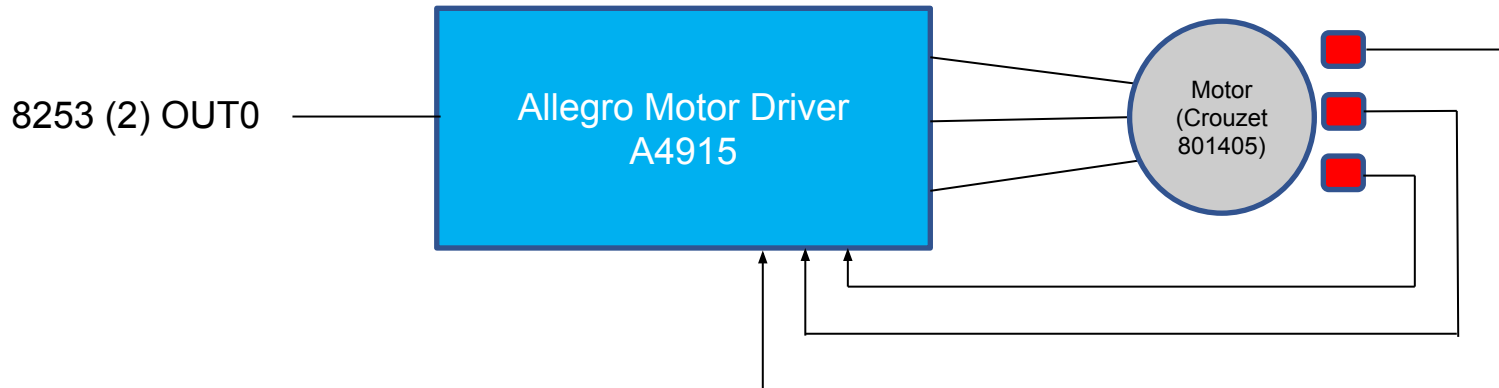 8253 (2) OUT0
Allegro Motor Driver
A4915
Motor
(Crouzet
801405)